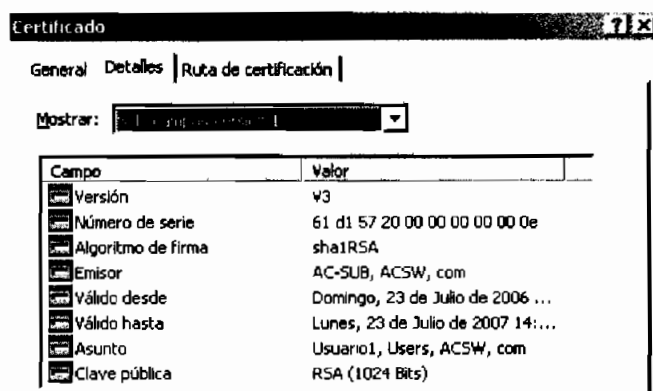 Certificado
General Detalles Ruta de certificación
Mostrar:
Campo Valor
Versión V3
Número de serie 61 d1 57 20 00 00 00 00 00 0e
Algoritmo de firma sha1RSA
Emisor AC-SUB, ACSW, com
Válido desde Domingo, 23 de Julio de 2006 ...
Válido hasta Lunes, 23 de Julio de 2007 14:...
Asunto Usuario1, Users, ACSW, com
Clave pública RSA (1024 Bits)